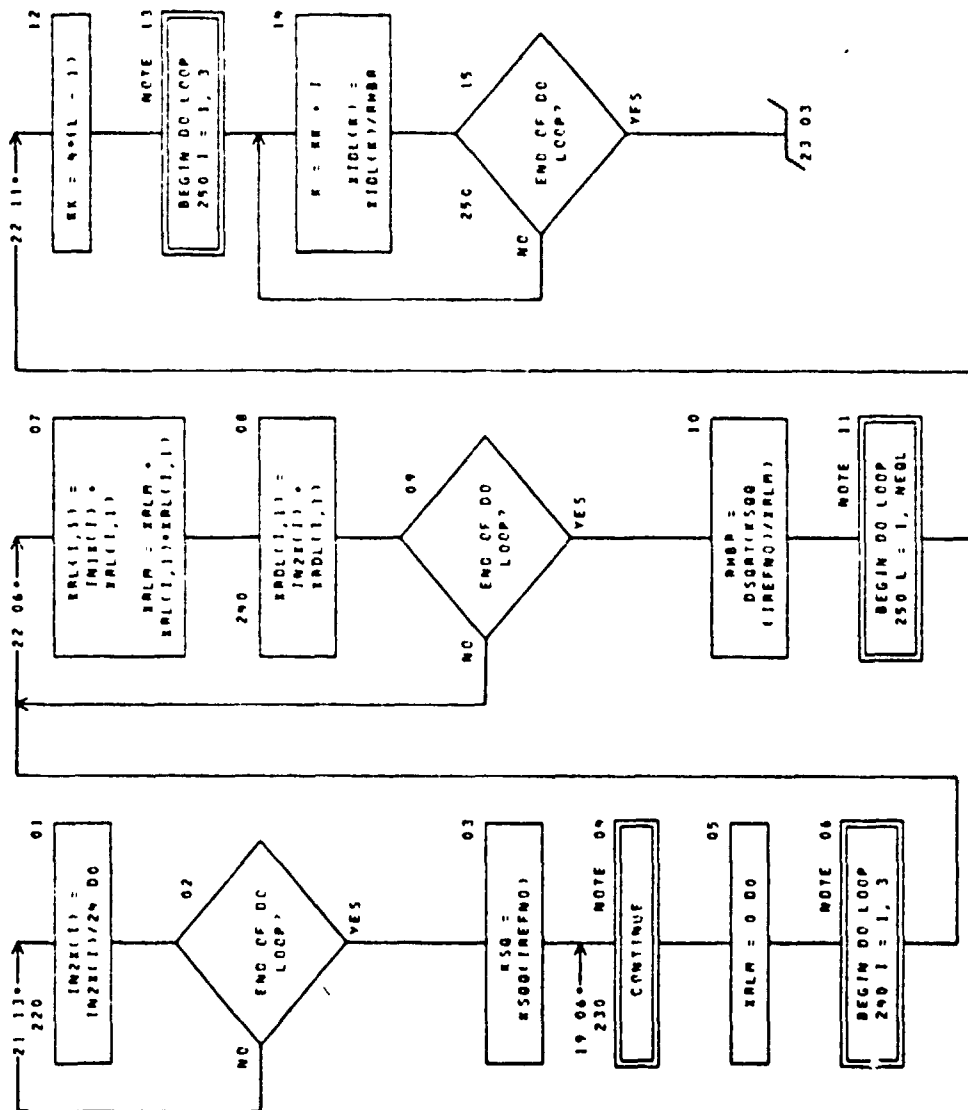 21 13*
220
01
IN2X(I) =
IN2X(I)/24 D0
02
END OF DO
LOOP?
NO
YES
03
RSQ =
RSQQ(IREFNO)
19 06*
230
NOTE 04
CONTINUE
05
XRLM = 0 D0
NOTE 06
BEGIN DO LOOP
240 I = 1, 3
22 06*
07
XRL(I,1) =
IN1X(I) *
XRL(I,1)
XRLM = XRLM +
XRL(I,1)*XRL(I,1)
240
08
XRDL(I,1) =
IN2X(I) *
XRDL(I,1)
09
END OF DO
LOOP?
NO
YES
10
RMBR =
DSQRT(RSQQ
(IREFNO)/XRLM)
NOTE 11
BEGIN DO LOOP
250 L = 1, NEQL
22 11*
12
KK = 4*(L - 1)
NOTE 13
BEGIN DO LOOP
250 I = 1, 3
14
K = KK + I
XIDL(K) =
XIDL(K)/RMBR
250
15
END OF DO
LOOP?
NO
YES
23 03